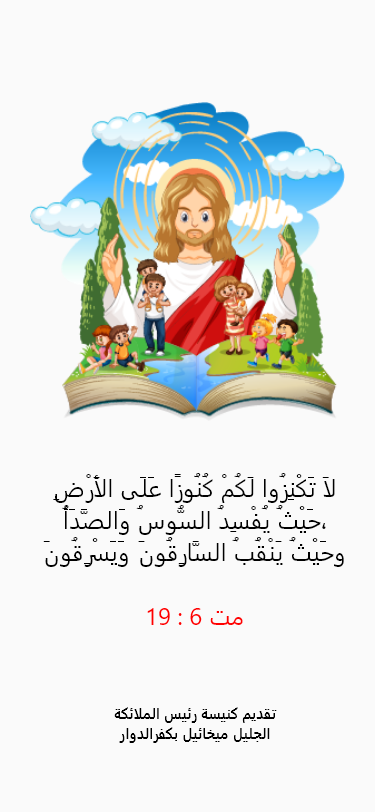 لاَ تَكْنِزُوا لَكُمْ كُنُوزًا عَلَى الأَرْضِ
،حَيْثُ يُفْسِدُ السُّوسُ وَالصَّدَأُ
وحَيْثُ يَنْقُبُ السَّارِقُونَ وَيَسْرِقُونَ
مت 6 : 19
تقديم كنيسة رئيس الملائكة
الجليل ميخائيل بكفرالدوار